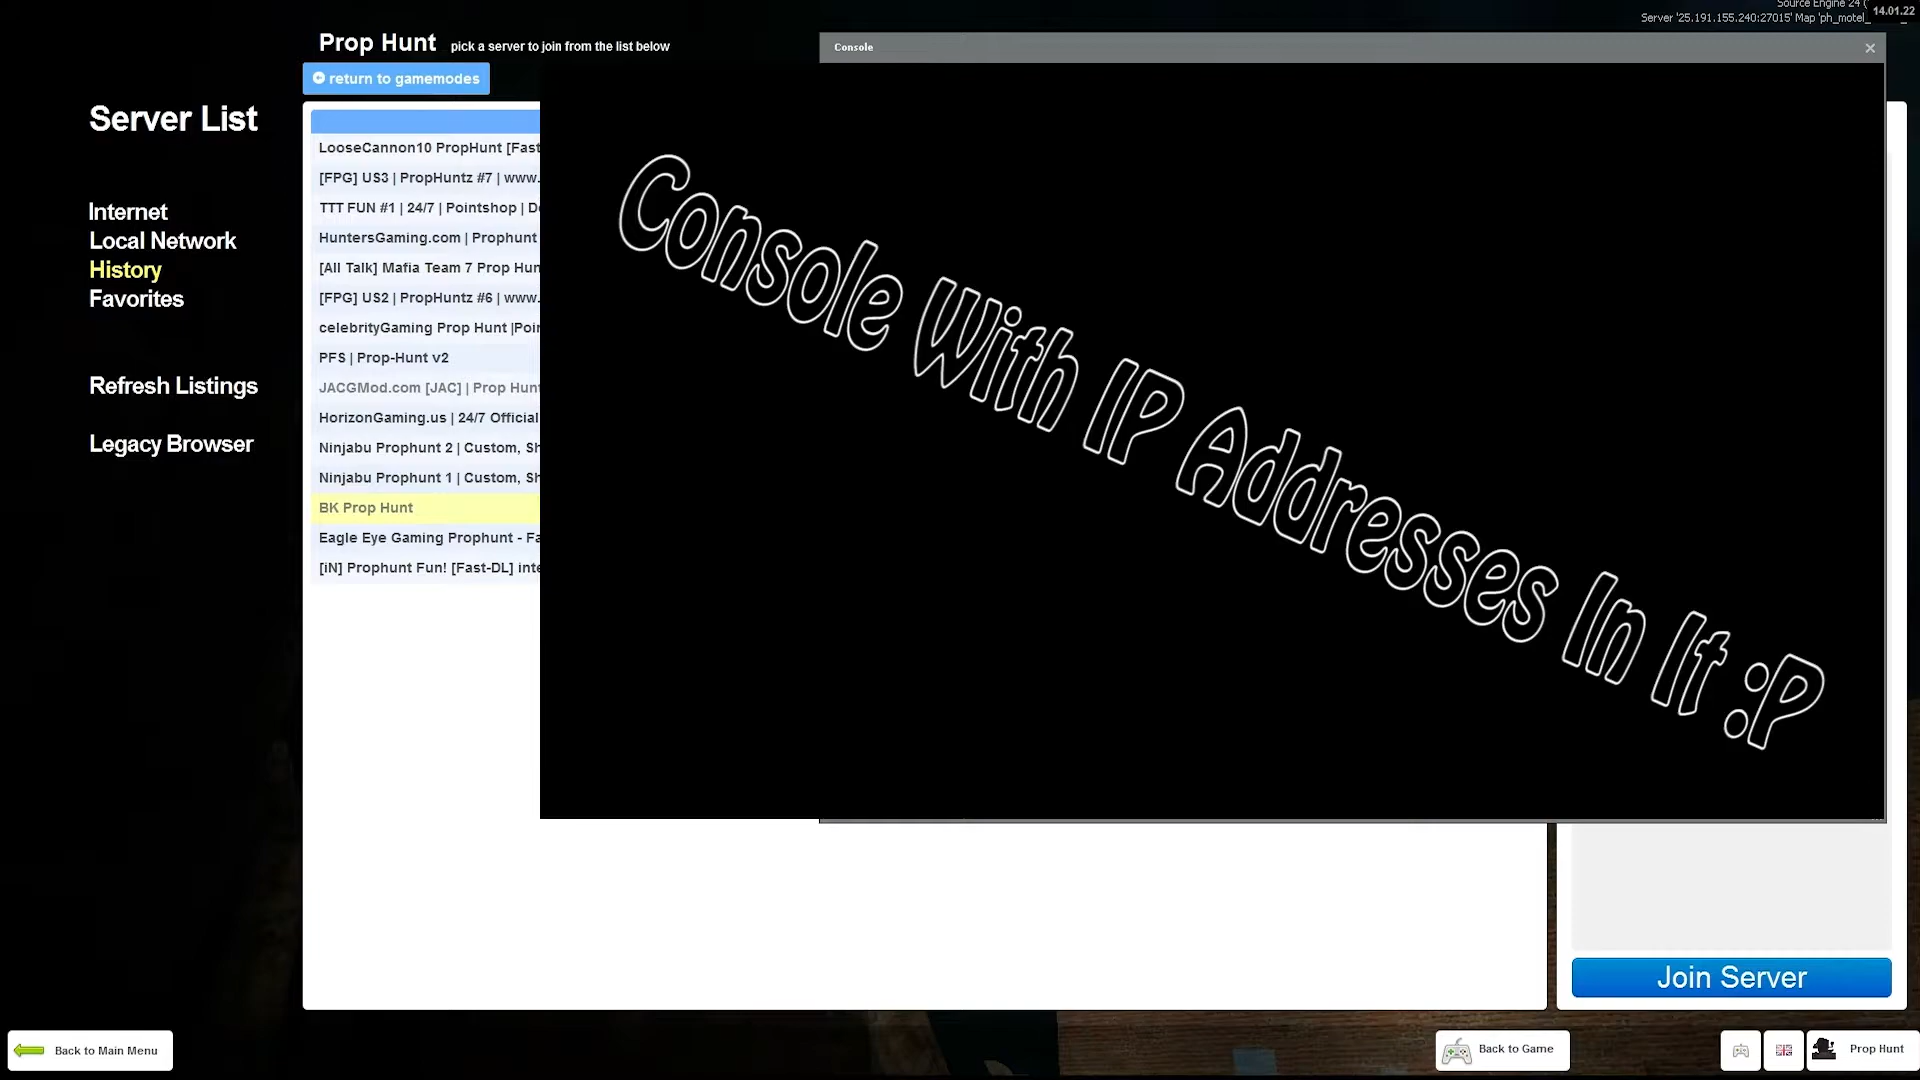 Source Engine 24 (
14.01.22
Server '25.191.155.240:27015' Map 'ph_motel_
Prop Hunt pick a server to join from the list below
Console
return to gamemodes
Server List
Internet
Local Network
History
Favorites
Refresh Listings
Legacy Browser
LooseCannon10 PropHunt [Fast
[FPG] US3 | PropHuntz #7 | www.
TTT FUN #1 | 24/7 | Pointshop |
HuntersGaming.com | Prophunt
[All Talk] Mafia Team 7 Prop Hun
[FPG] US2 | PropHuntz #6 | www.
celebrityGaming Prop Hunt |Poin
PFS | Prop-Hunt v2
JACGMod.com [JAC] | Prop Hunt
HorizonGaming.us | 24/7 Official
Ninjabu Prophunt 2 | Custom, Sh
Ninjabu Prophunt 1 | Custom, Sh
BK Prop Hunt
Eagle Eye Gaming Prophunt - Fa
[iN] Prophunt Fun! [Fast-DL] inte
Console With IP Addresses In It :P
Join Server
Back to Main Menu
Back to Game
Prop Hunt